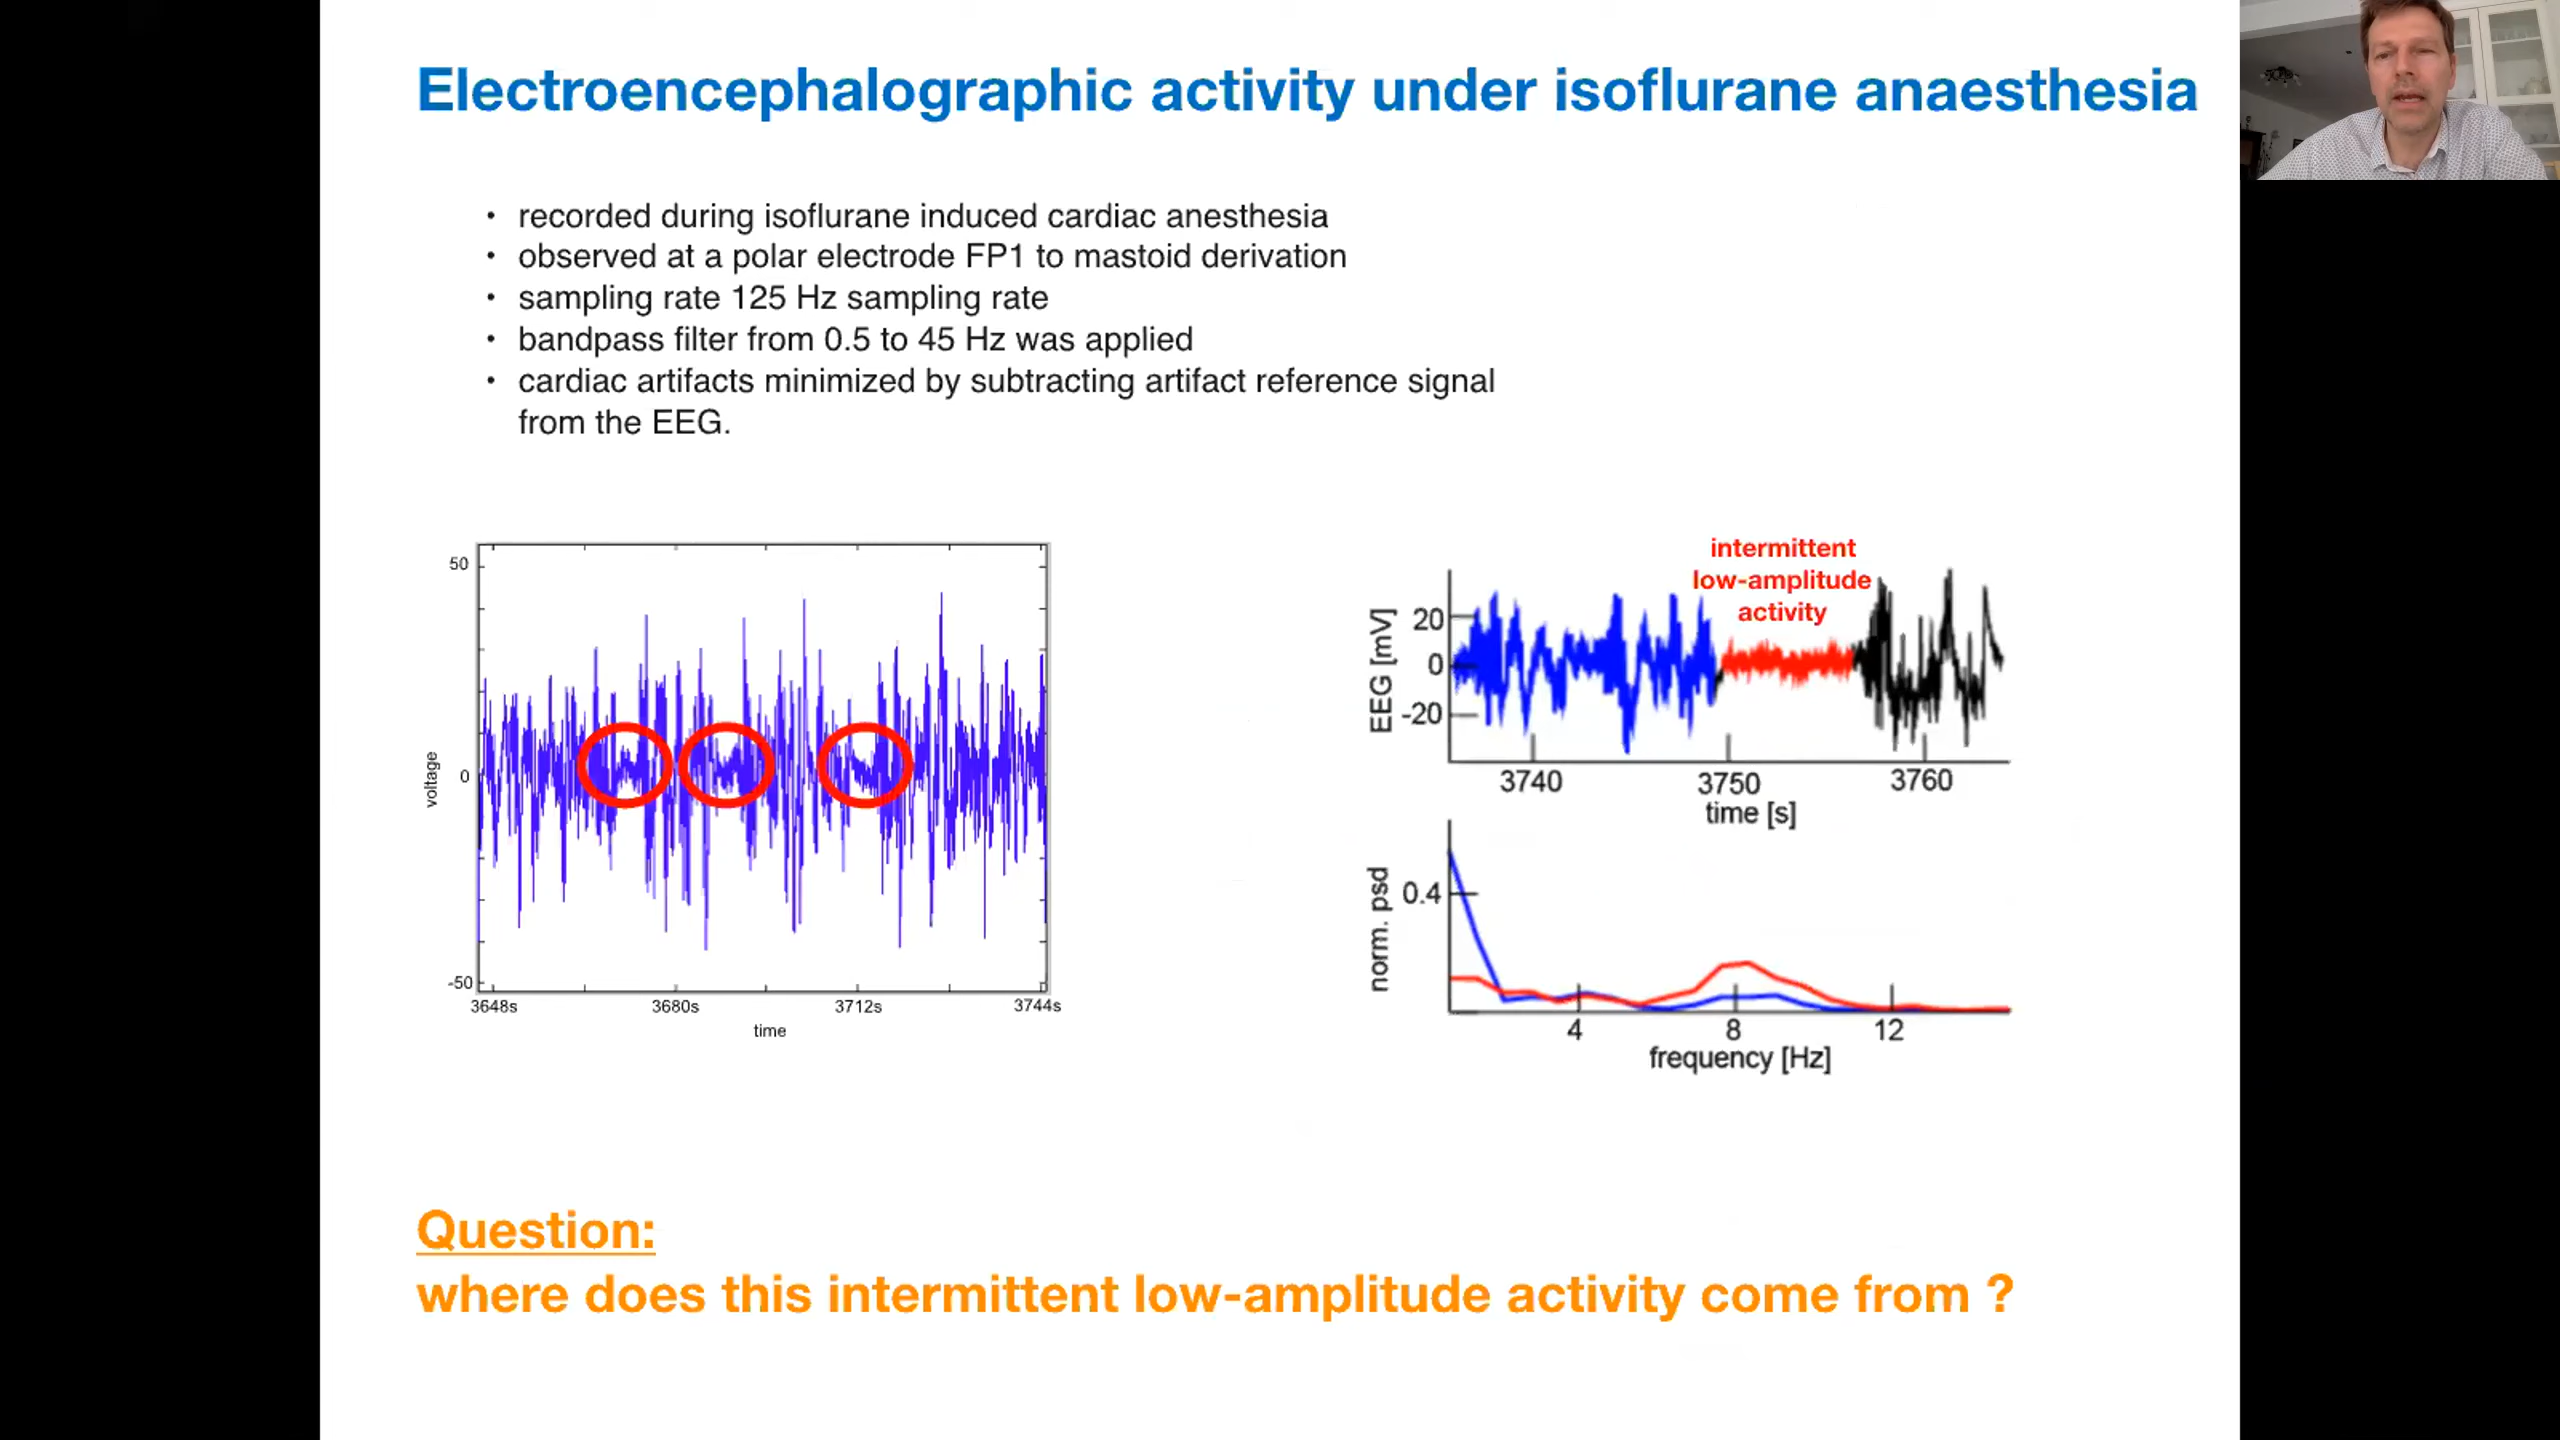 Electroencephalographic activity under isoflurane anaesthesia
• recorded during isoflurane induced cardiac anesthesia
• observed at a polar electrode FP1 to mastoid derivation
• sampling rate 125 Hz sampling rate
• bandpass filter from 0.5 to 45 Hz was applied
• cardiac artifacts minimized by subtracting artifact reference signal
from the EEG.
50
0
-50
voltage
3648s 3680s 3712s 3744s
time
intermittent
low-amplitude
activity
EEG [mV]
20
0
-20
3740 3750 3760
time [s]
norm. psd
0.4
4 8 12
frequency [Hz]
Question:
where does this intermittent low-amplitude activity come from ?